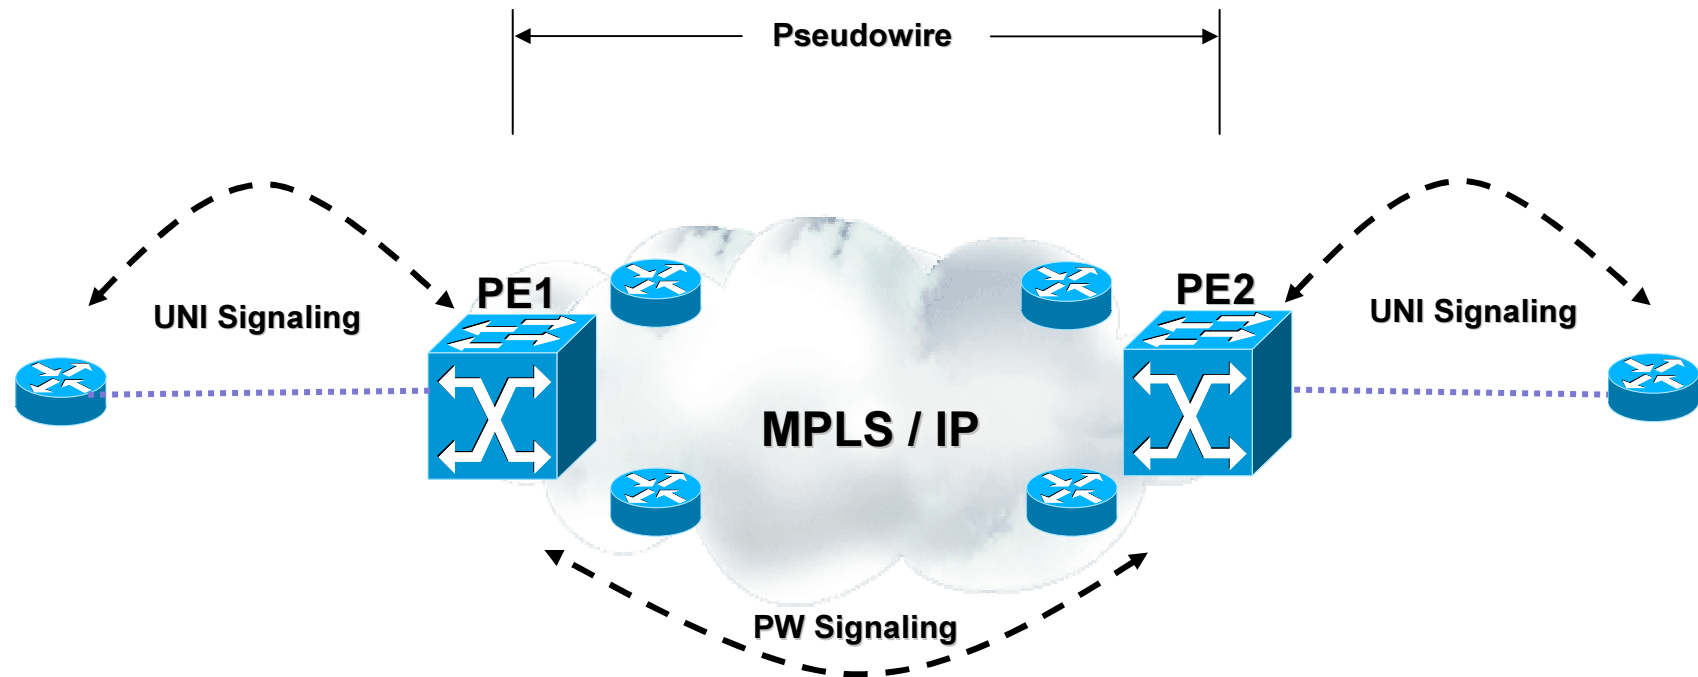 Pseudowire
PE1
PE2
UNI Signaling
UNI Signaling
MPLS / IP
PW Signaling